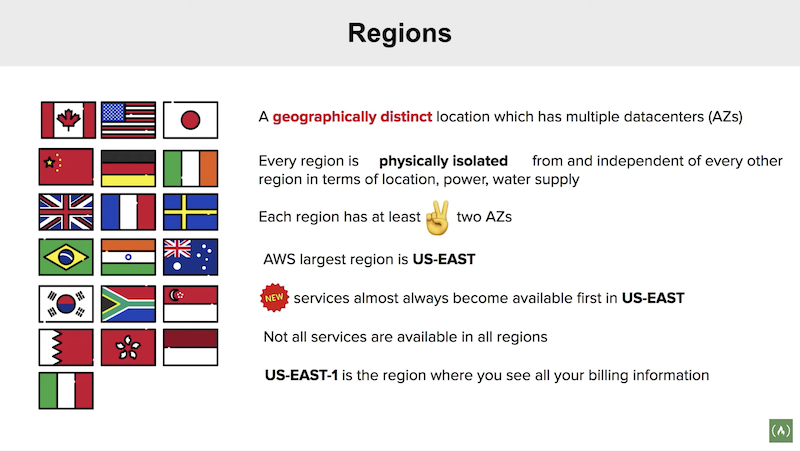 Regions
A geographically distinct location which has multiple datacenters (AZs)
Every region is physically isolated from and independent of every other
region in terms of location, power, water supply
Each region has at least two AZs
AWS largest region is US-EAST
NEW services almost always become available first in US-EAST
Not all services are available in all regions
US-EAST-1 is the region where you see all your billing information